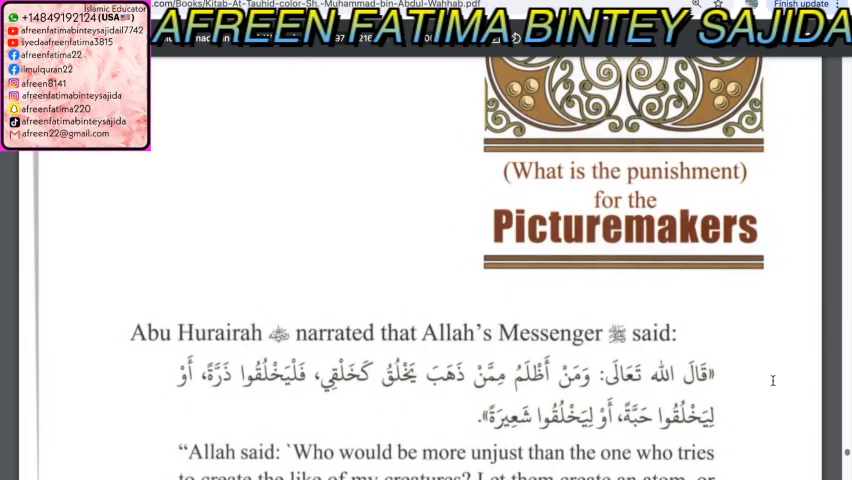 com/Books/Kitab-At-Tauhid-color-Sh.-Muhammad-bin-Abdul-Wahhab.pdf
Finish update
AFREEN FATIMA BINTEY SAJIDA
Islamic Educator
+14849192124 (USA🇺🇸)
afreenfatimabinteysajidail7742
syedaafreenfatima3815
afreenfatima22
ilmulquran22
afreen8141
afreenfatimabinteysajida
afreenfatima220
afreenfatimabinteysajida
afreen22@gmail.com
(What is the punishment)
for the
Picturemakers
Abu Hurairah narrated that Allah's Messenger ﷺ said:
«قَالَ اللهُ تَعَالَى: وَمَنْ أَظْلَمُ مِمَّنْ ذَهَبَ يَخْلُقُ كَخَلْقِي، فَلْيَخْلُقُوا ذَرَّةً، أَوْ
لِيَخْلُقُوا حَبَّةً، أَوْ لِيَخْلُقُوا شَعِيرَةً».
"Allah said: `Who would be more unjust than the one who tries
to create the like of my creatures? Let them create an atom, or